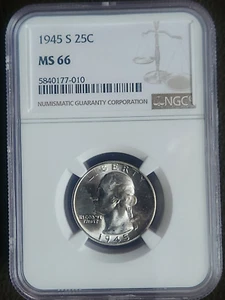 1945 S 25C
MS 66
5840177-010
NUMISMATIC GUARANTY CORPORATION
NGC
LIBERTY
IN GOD WE
TRUST
1945